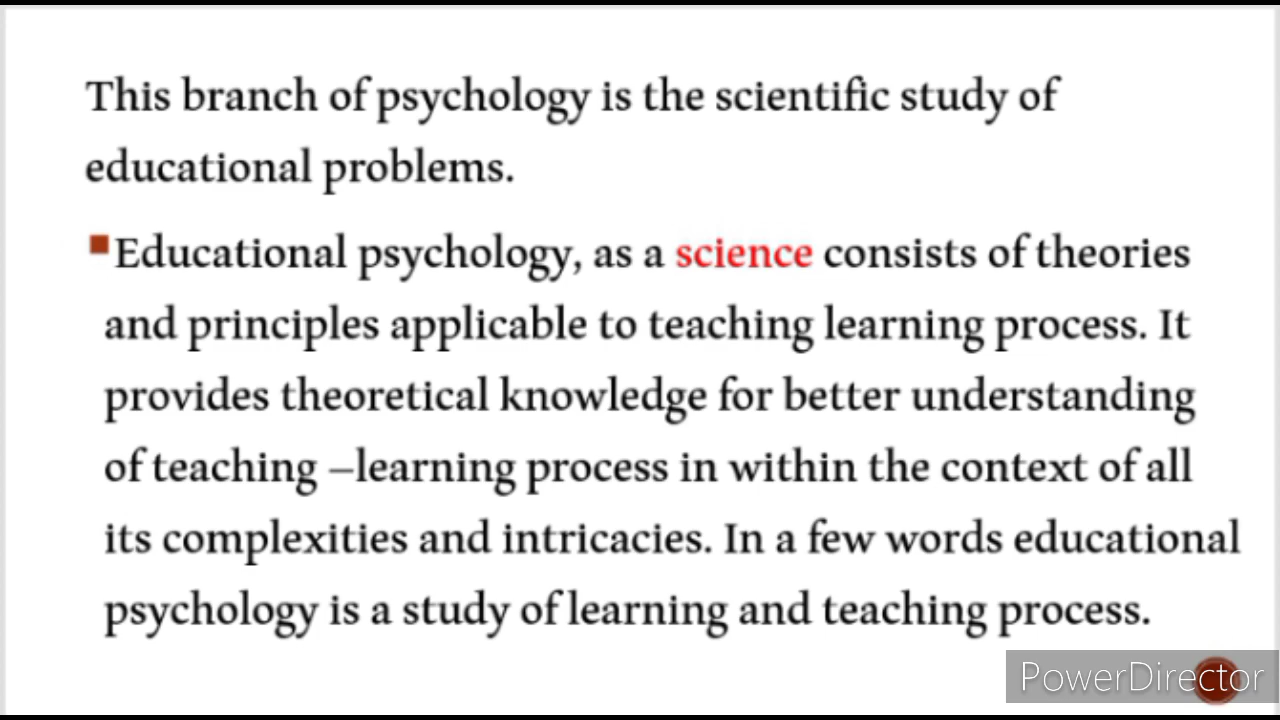 This branch of psychology is the scientific study of
educational problems.
Educational psychology, as a science consists of theories
and principles applicable to teaching learning process. It
provides theoretical knowledge for better understanding
of teaching –learning process in within the context of all
its complexities and intricacies. In a few words educational
psychology is a study of learning and teaching process.
PowerDirector